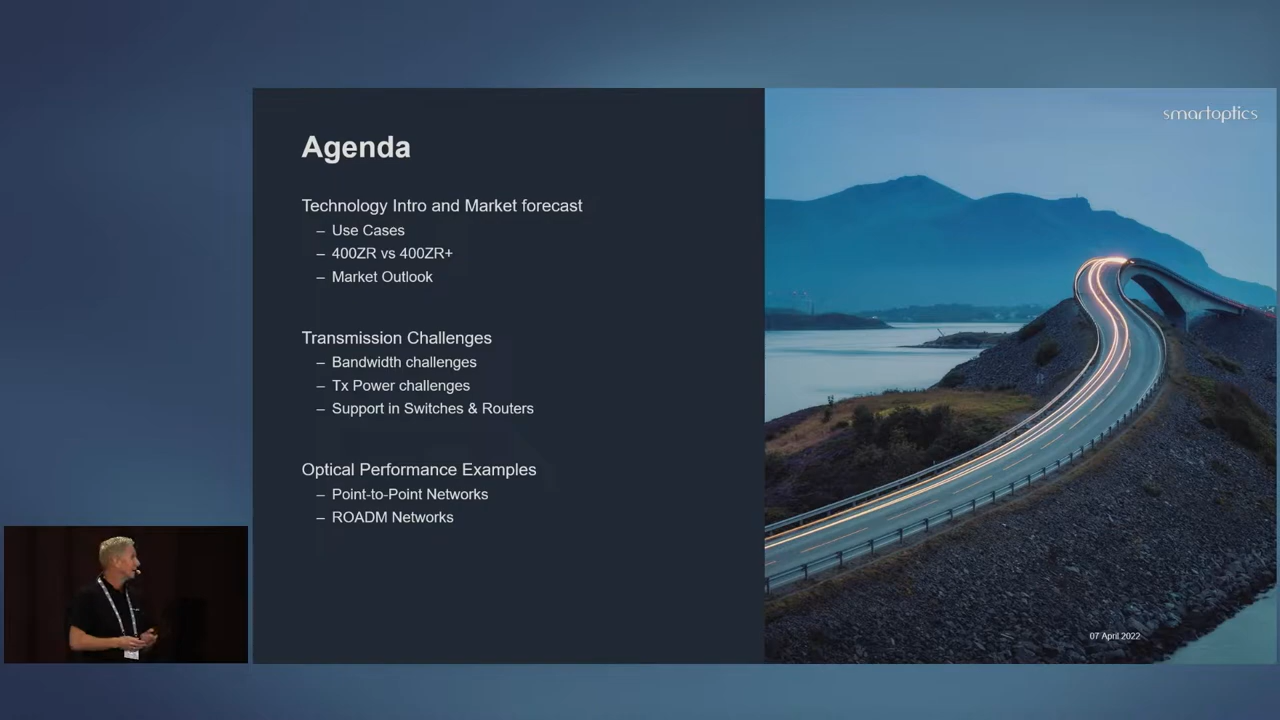 Agenda
Technology Intro and Market forecast
– Use Cases
– 400ZR vs 400ZR+
– Market Outlook
Transmission Challenges
– Bandwidth challenges
– Tx Power challenges
– Support in Switches & Routers
Optical Performance Examples
– Point-to-Point Networks
– ROADM Networks
smartoptics
07 April 2022